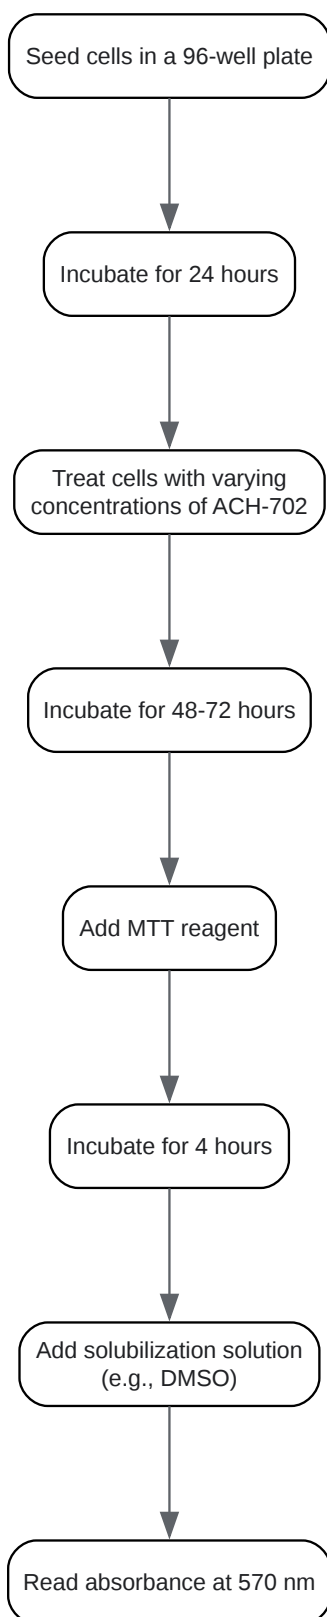 Seed cells in a 96-well plate
Incubate for 24 hours
Treat cells with varying
concentrations of ACH-702
Incubate for 48-72 hours
Add MTT reagent
Incubate for 4 hours
Add solubilization solution
(e.g., DMSO)
Read absorbance at 570 nm